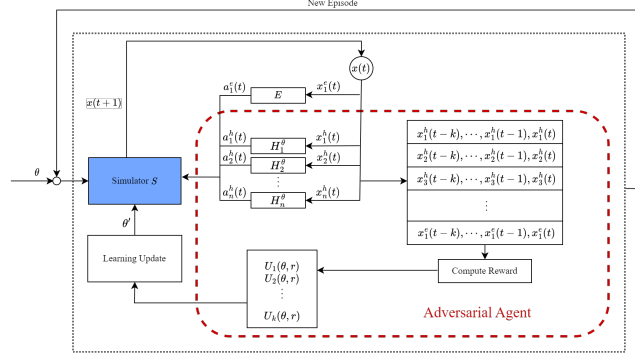 New Episode
x(t)
x(t+1)
a_1^e(t) E x_1^e(t)
a_1^h(t) H_1^θ x_1^h(t)
a_2^h(t) H_2^θ x_2^h(t)
⋮
a_n^h(t) H_n^θ x_n^h(t)
x_1^h(t−k), ⋯, x_1^h(t−1), x_1^h(t)
x_2^h(t−k), ⋯, x_2^h(t−1), x_2^h(t)
x_3^h(t−k), ⋯, x_3^h(t−1), x_3^h(t)
⋮
x_1^e(t−k), ⋯, x_1^e(t−1), x_1^e(t)
θ
Simulator S
θ′
Learning Update
U_1(θ, r)
U_2(θ, r)
⋮
U_h(θ, r)
Compute Reward
Adversarial Agent